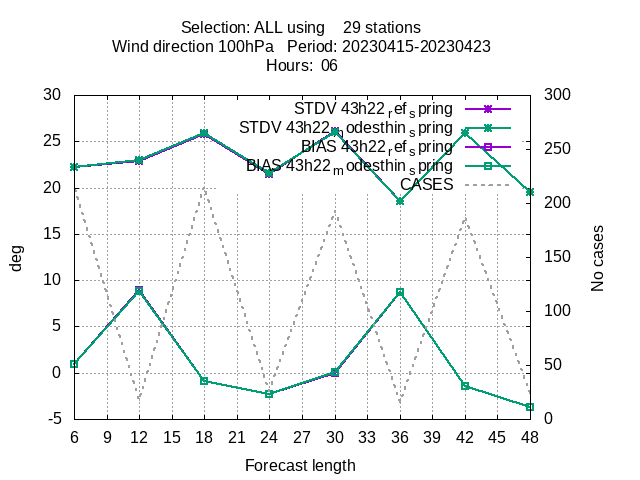 Selection: ALL using    29 stations
Wind direction 100hPa   Period: 20230415-20230423
Hours:  06
30
25
20
15
10
5
0
-5
deg
STDV 43h22_ref_spring
STDV 43h22_modesthin_spring
BIAS 43h22_ref_spring
BIAS 43h22_modesthin_spring
CASES
300
250
200
150
100
50
0
No cases
6 9 12 15 18 21 24 27 30 33 36 39 42 45 48
Forecast length